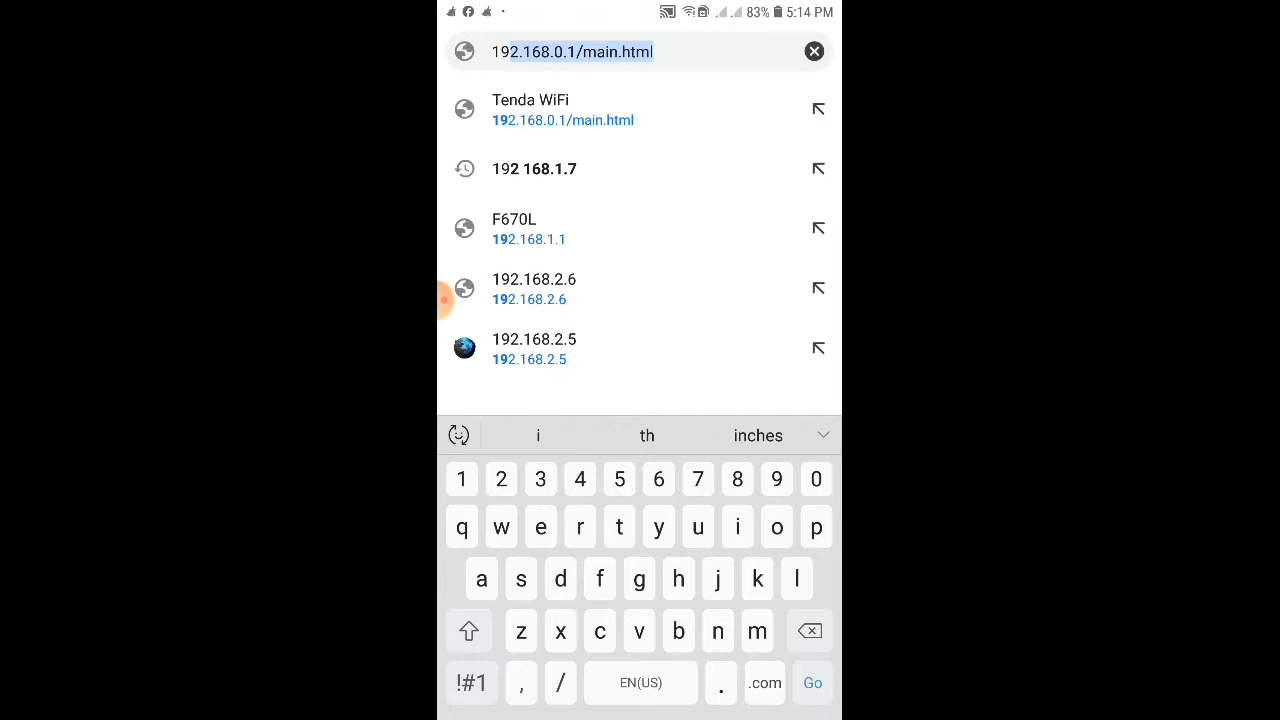 83% 5:14 PM
192.168.0.1/main.html
Tenda WiFi
192.168.0.1/main.html
192 168.1.7
F670L
192.168.1.1
192.168.2.6
192.168.2.6
192.168.2.5
192.168.2.5
i th inches
1 2 3 4 5 6 7 8 9 0
q w e r t y u i o p
a s d f g h j k l
z x c v b n m
!#1 , / EN(US) . .com Go